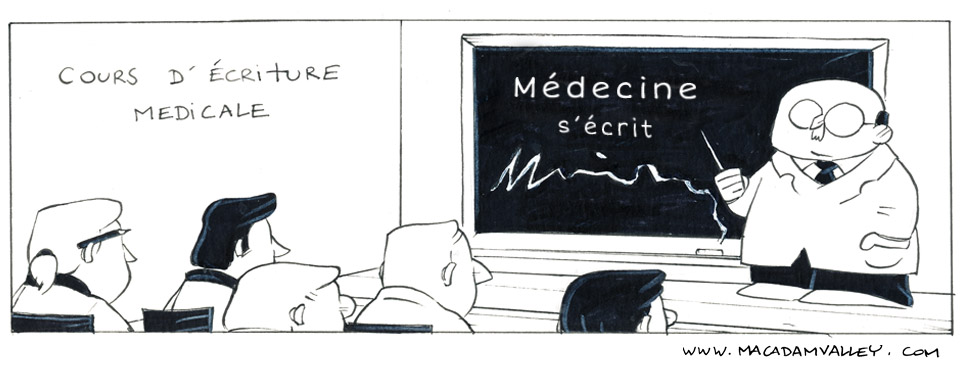 COURS D'ÉCRITURE
MEDICALE
Médecine
s'écrit
WWW. MACADAMVALLEY. COM